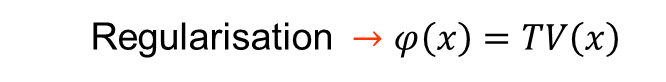 Regularisation → φ(x) = TV(x)